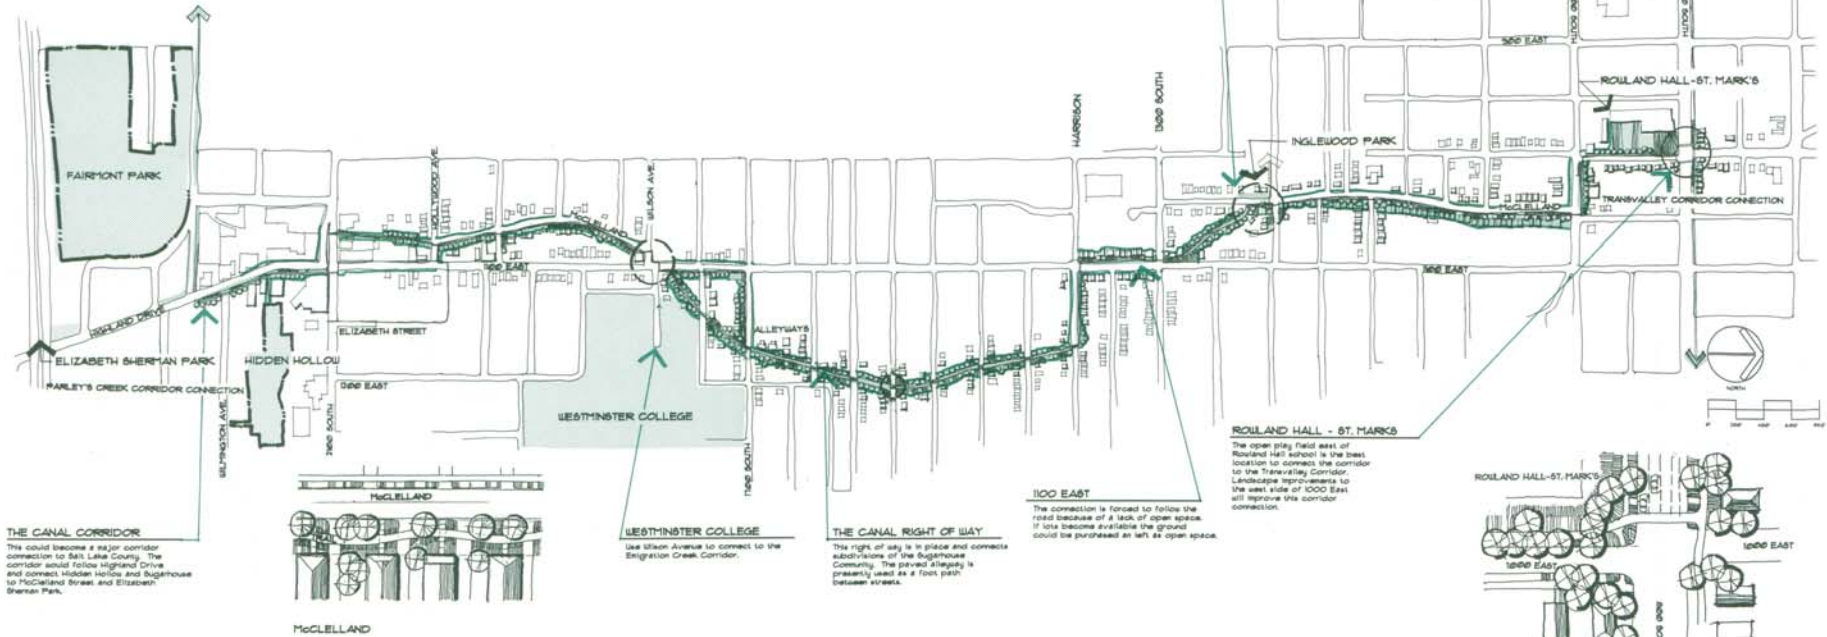 900 EAST
ROWLAND HALL-ST. MARK'S
HARRISON
1300 SOUTH
INGLEWOOD PARK
FAIRMONT PARK
HOLLYWOOD AVE.
WILSON AVE.
McCLELLAND
McCLELLAND
TRANSVALLEY CORRIDOR CONNECTION
1100 EAST
HIGHLAND DRIVE
ELIZABETH STREET
ALLEYWAYS
ELIZABETH SHERMAN PARK
HIDDEN HOLLOW
PARLEY'S CREEK CORRIDOR CONNECTION
1300 EAST
WESTMINSTER COLLEGE
WILMINGTON AVE.
2100 SOUTH
1700 SOUTH
NORTH
THE CANAL CORRIDOR
This could become a major corridor
connection to Salt Lake County. The
corridor would follow Highland Drive
and connect Hidden Hollow and Sugarhouse
to McClelland Street and Elizabeth
Sherman Park.
McCLELLAND
TRAIL
McCLELLAND
WESTMINSTER COLLEGE
Use Wilson Avenue to connect to the
Emigration Creek Corridor.
THE CANAL RIGHT OF WAY
This right of way is in place and connects
subdivisions of the Sugarhouse
Community. The paved alleyway is
presently used as a foot path
between streets.
1100 EAST
The connection is forced to follow the
road because of a lack of open space.
If lots become available the ground
could be purchased an left as open space.
ROWLAND HALL - ST. MARKS
The open play field east of
Rowland Hall school is the best
location to connect the corridor
to the Transvalley Corridor.
Landscape improvements to
the west side of 1000 East
will improve this corridor
connection.
ROWLAND HALL-ST. MARK'S
1000 EAST
1000 EAST